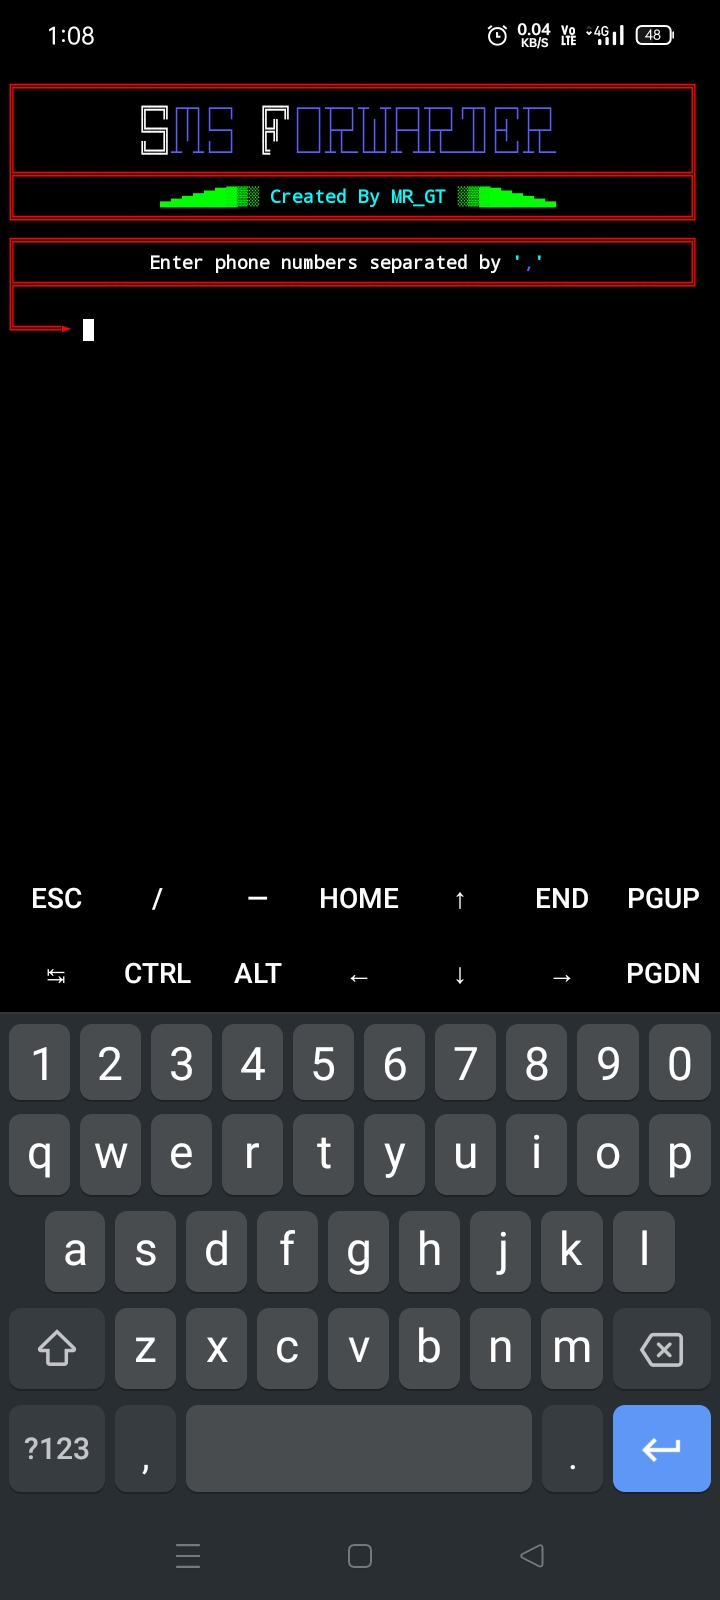 1:08 0.04 KB/S Vo LTE 4G 48
SMS FORWARTER
Created By MR_GT
Enter phone numbers separated by ','
ESC / — HOME ↑ END PGUP
↹ CTRL ALT ← ↓ → PGDN
1 2 3 4 5 6 7 8 9 0
q w e r t y u i o p
a s d f g h j k l
z x c v b n m
?123 , .